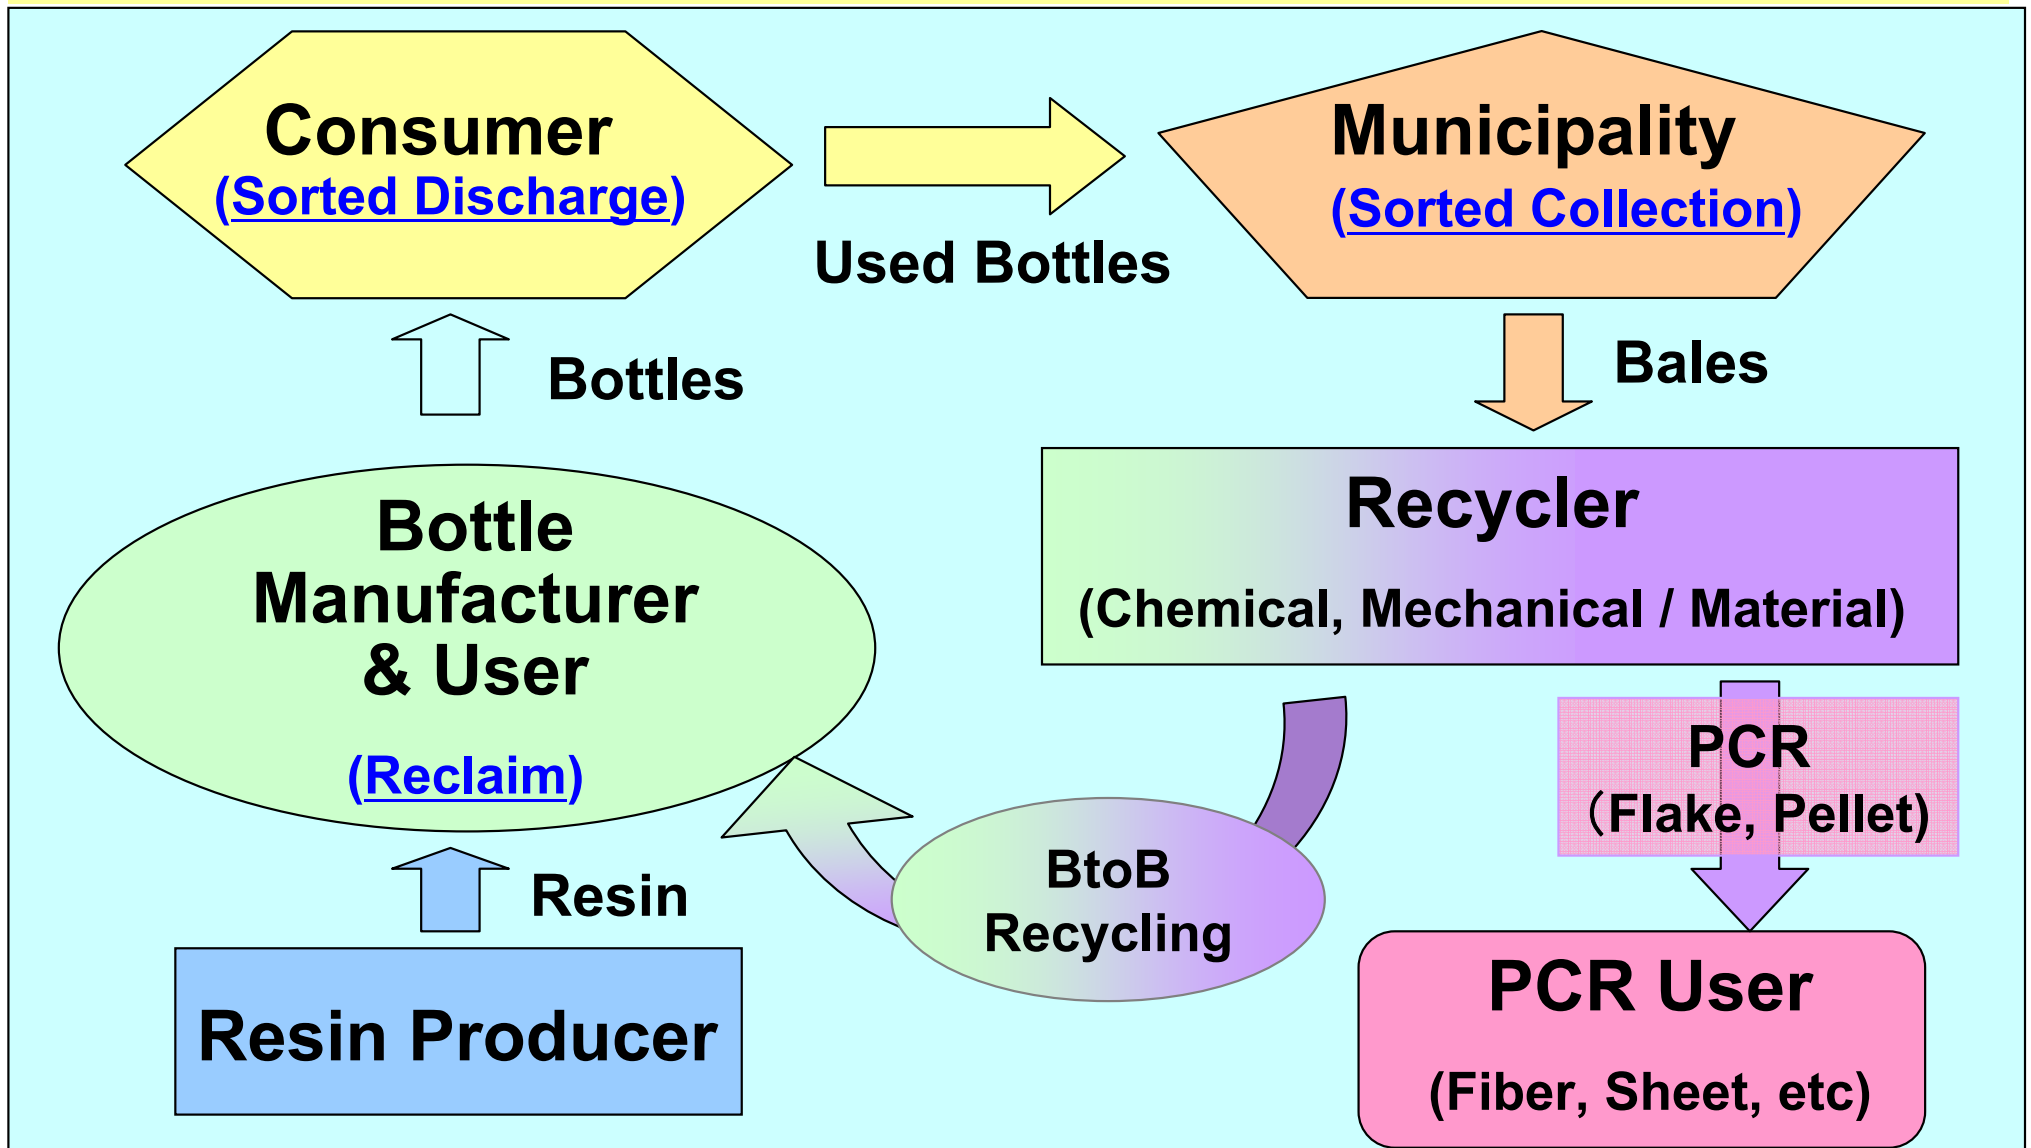 Consumer
(Sorted Discharge)
Used Bottles
Municipality
(Sorted Collection)
Bottles
Bales
Bottle
Manufacturer
& User
(Reclaim)
Recycler
(Chemical, Mechanical / Material)
PCR
（Flake, Pellet)
BtoB
Recycling
Resin
Resin Producer
PCR User
(Fiber, Sheet, etc)